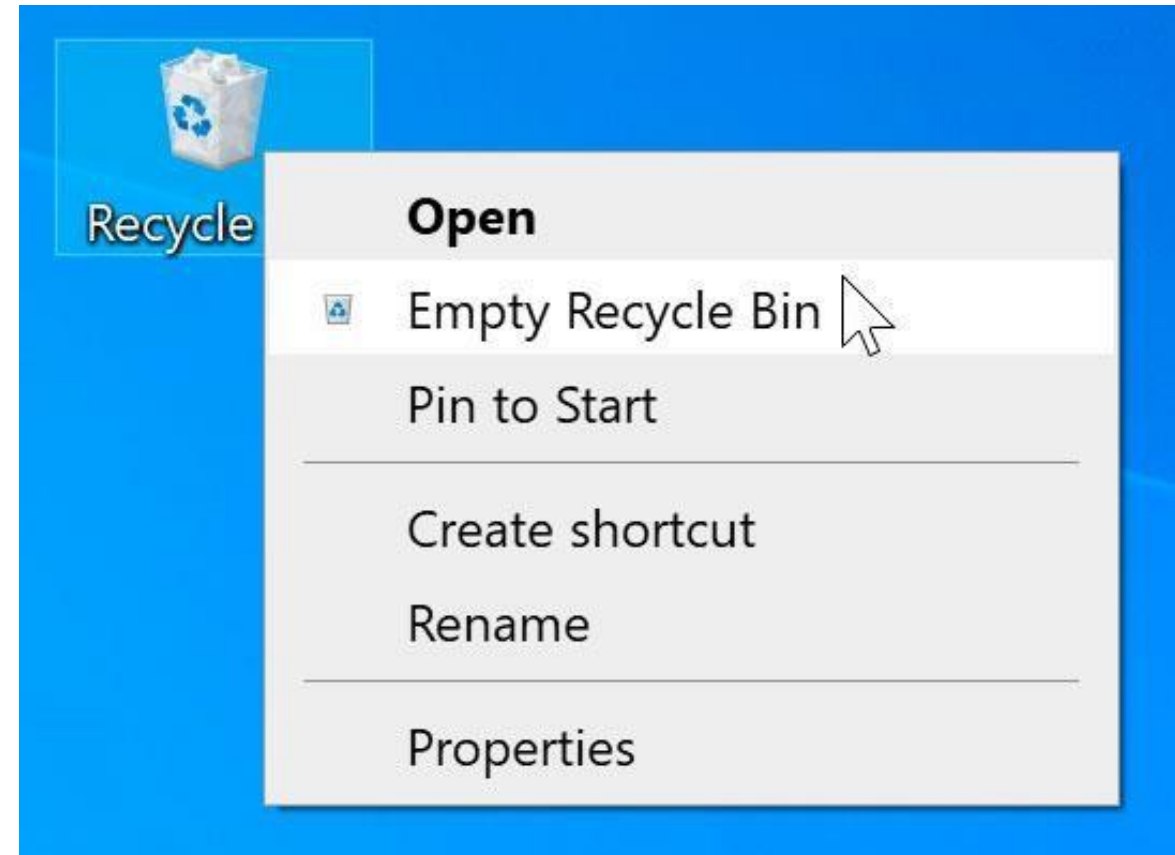 Recycle
Open
Empty Recycle Bin
Pin to Start
Create shortcut
Rename
Properties